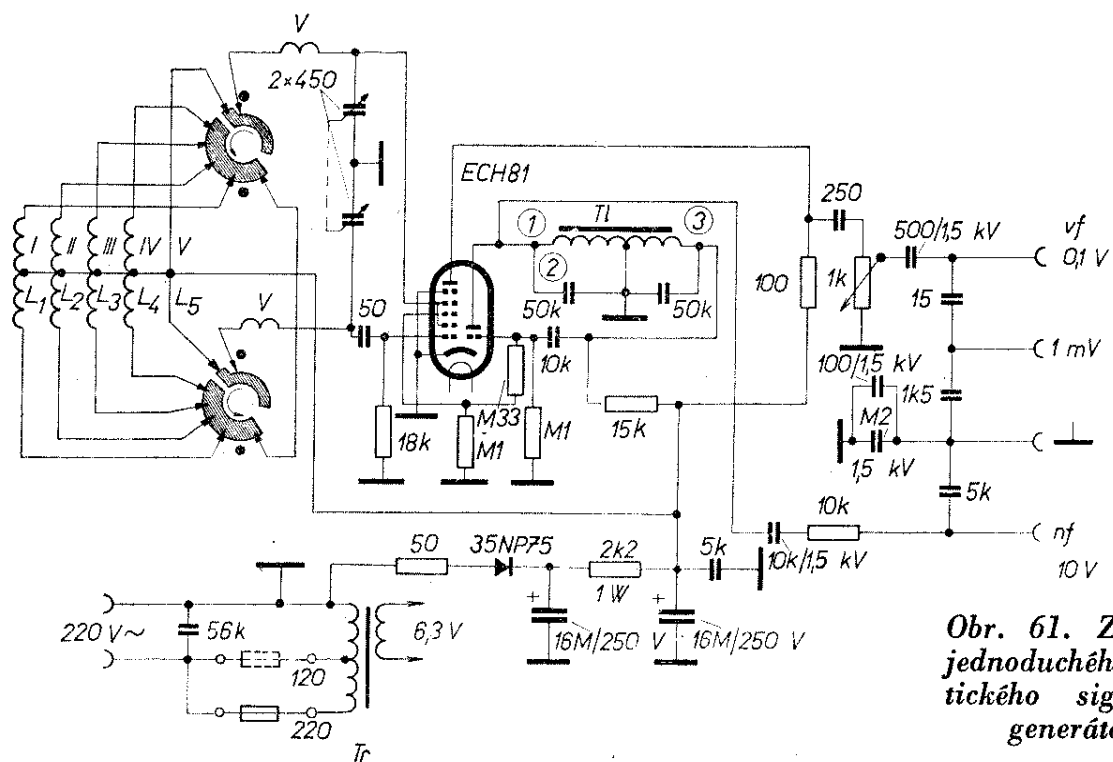 V
2×450
ECH81
1
Tl
3
2
250
500/1,5 kV
vf
0,1 V
I
II
III
IV
V
L1
L2
L3
L4
L5
V
50
50k
50k
100
1k
15
10k
100/1,5 kV
1 mV
1k5
M33
15k
M2
18k
M1
M1
1,5 kV
5k
10k
50
35NP75
2k2
5k
10k/1,5 kV
nf
10 V
1 W
+
+
220 V~
56k
6,3 V
16M/250 V
16M/250 V
120
220
Tr
Obr. 61. Z
jednoduchéh
tického sig
generáto